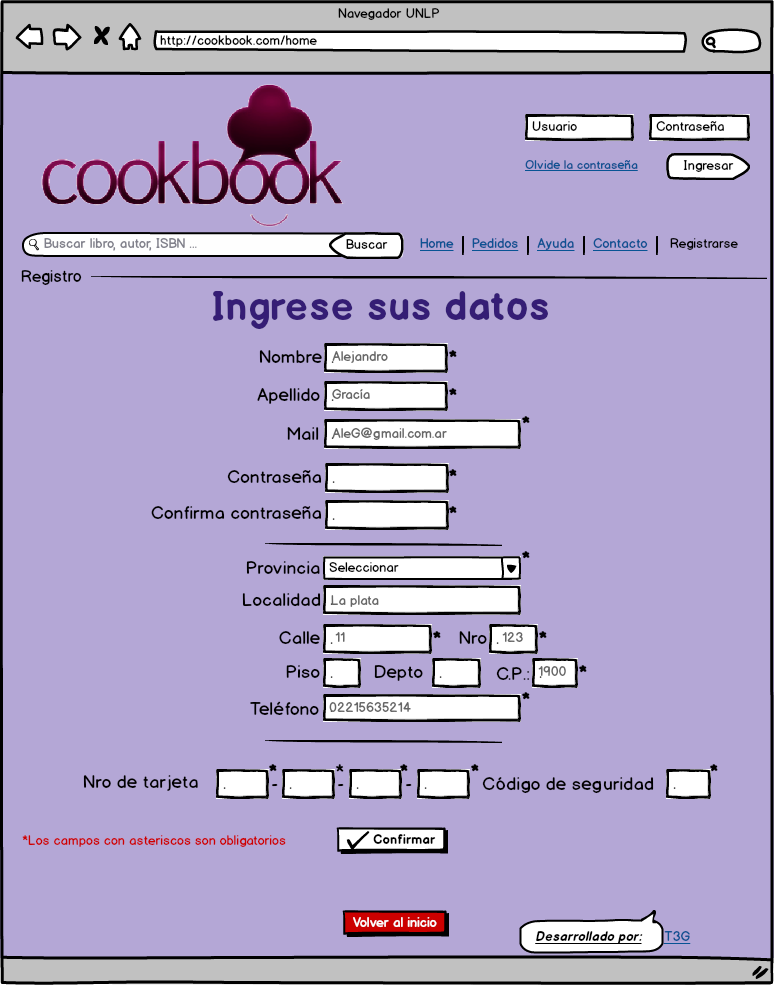 Navegador UNLP
http://cookbook.com/home
cookbook
Usuario Contraseña
Olvide la contraseña Ingresar
Buscar libro, autor, ISBN ... Buscar Home | Pedidos | Ayuda | Contacto | Registrarse
Registro
Ingrese sus datos
Nombre Alejandro *
Apellido Gracía *
Mail AleG@gmail.com.ar *
Contraseña . *
Confirma contraseña . *
Provincia Seleccionar *
Localidad La plata
Calle . 11 * Nro . 123 *
Piso . Depto . C.P.: 1900 *
Teléfono 02215635214 *
Nro de tarjeta . * - . * - . * - . * Código de seguridad . *
*Los campos con asteriscos son obligatorios Confirmar
Volver al inicio
Desarrollado por: T3G